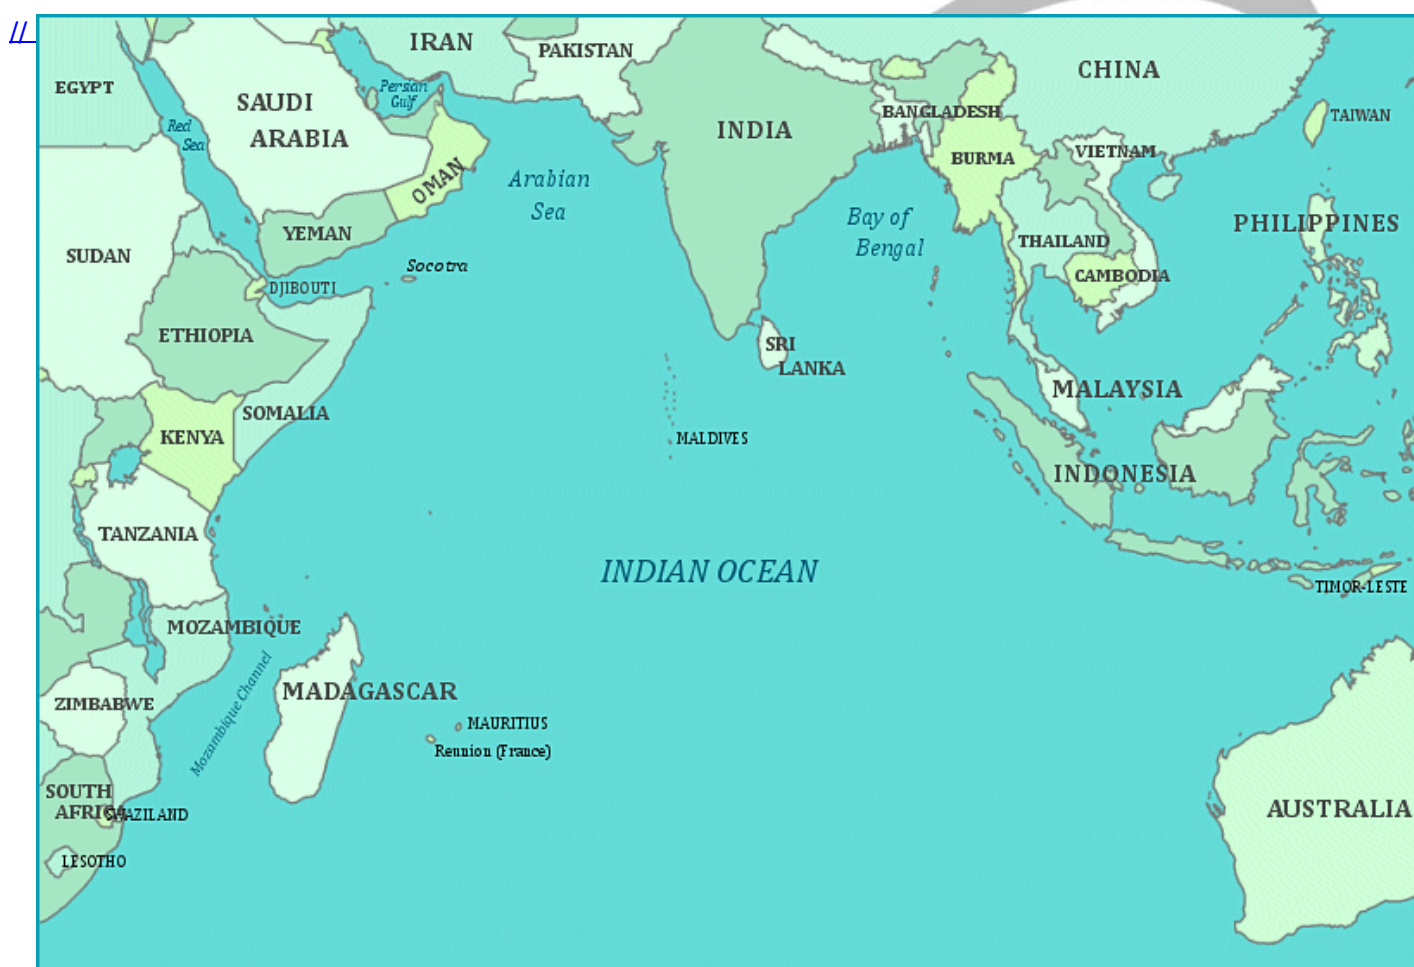 //
IRAN
PAKISTAN
CHINA
EGYPT
Persian
Gulf
SAUDI
ARABIA
BANGLADESH
TAIWAN
Red
Sea
INDIA
BURMA
VIETNAM
OMAN
Arabian
Sea
Bay of
Bengal
YEMAN
PHILIPPINES
THAILAND
SUDAN
Socotra
CAMBODIA
DJIBOUTI
ETHIOPIA
SRI
LANKA
MALAYSIA
SOMALIA
KENYA
MALDIVES
INDONESIA
TANZANIA
INDIAN OCEAN
TIMOR-LESTE
MOZAMBIQUE
Mozambique Channel
MADAGASCAR
ZIMBABWE
MAURITIUS
Reunion (France)
SOUTH
AFRICA
SWAZILAND
AUSTRALIA
LESOTHO